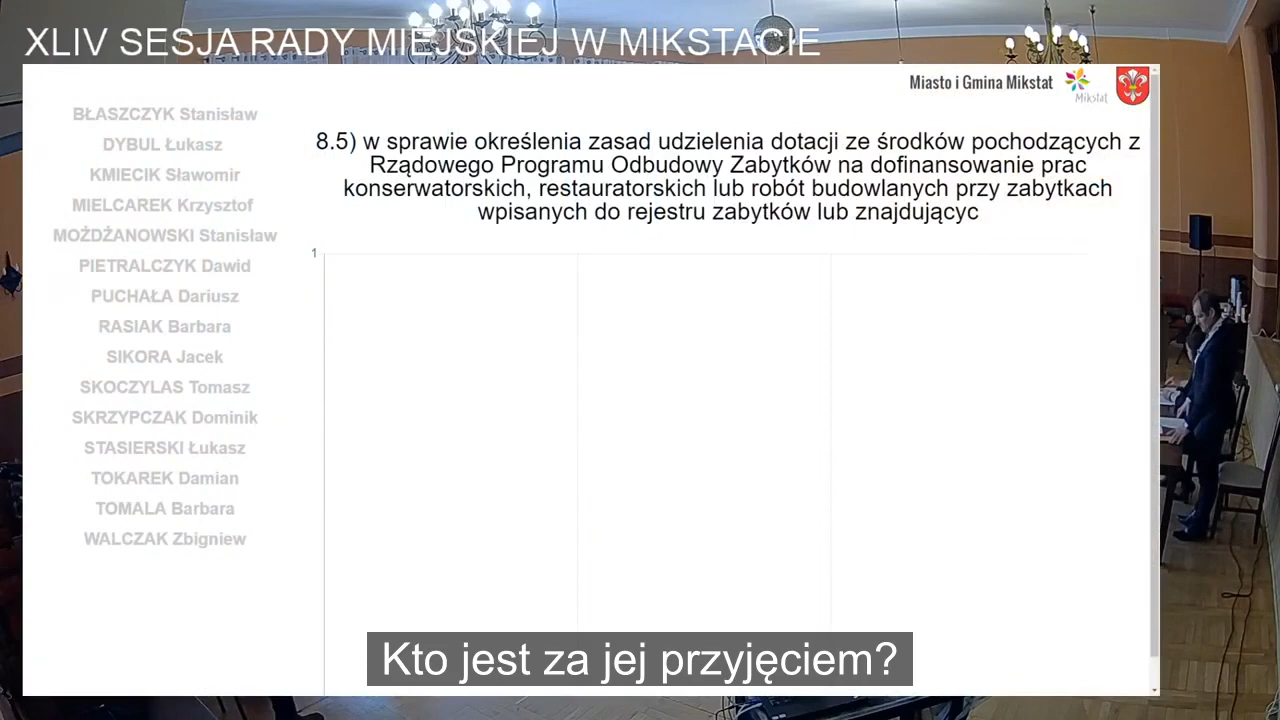 XLIV SESJA RADY MIEJSKIEJ W MIKSTACIE
Miasto i Gmina Mikstat
Mikstat
BŁASZCZYK Stanisław
DYBUL Łukasz
KMIECIK Sławomir
MIELCAREK Krzysztof
MOŻDŻANOWSKI Stanisław
PIETRALCZYK Dawid
PUCHAŁA Dariusz
RASIAK Barbara
SIKORA Jacek
SKOCZYLAS Tomasz
SKRZYPCZAK Dominik
STASIERSKI Łukasz
TOKAREK Damian
TOMALA Barbara
WALCZAK Zbigniew
8.5) w sprawie określenia zasad udzielenia dotacji ze środków pochodzących z
Rządowego Programu Odbudowy Zabytków na dofinansowanie prac
konserwatorskich, restauratorskich lub robót budowlanych przy zabytkach
wpisanych do rejestru zabytków lub znajdującyc
1
Kto jest za jej przyjęciem?